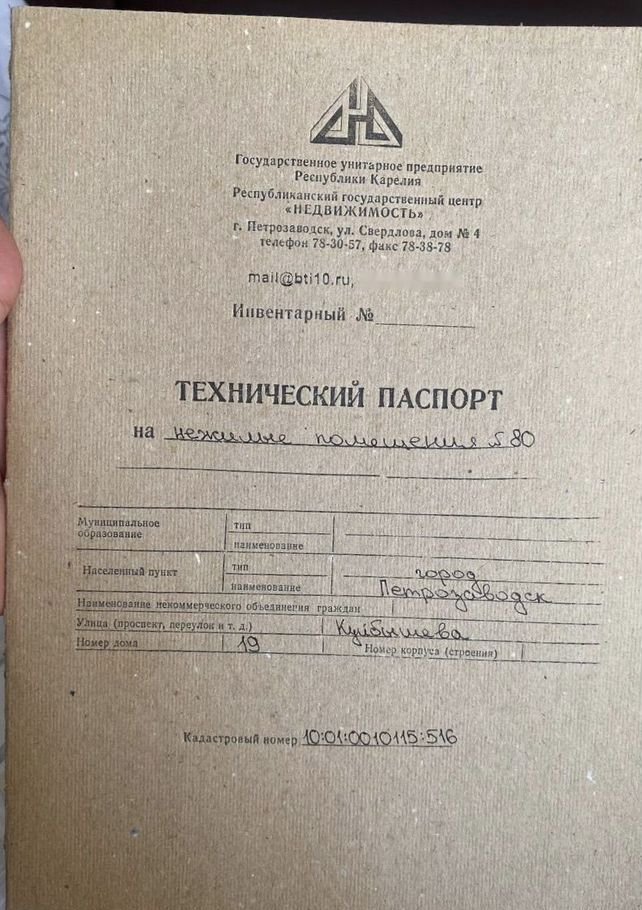 Государственное унитарное предприятие
Республики Карелия
Республиканский государственный центр
«НЕДВИЖИМОСТЬ»
г. Петрозаводск, ул. Свердлова, дом № 4
телефон 78-30-57, факс 78-38-78
mail@bti10.ru,
Инвентарный №
ТЕХНИЧЕСКИЙ ПАСПОРТ
на нежилые помещения №80
Муниципальное образование
тип
наименование
Населенный пункт
тип город
наименование Петрозаводск
Наименование некоммерческого объединения граждан
Улица (проспект, переулок и т. д.) Куйбышева
Номер дома 19 Номер корпуса (строения)
Кадастровый номер 10:01:0010115:516